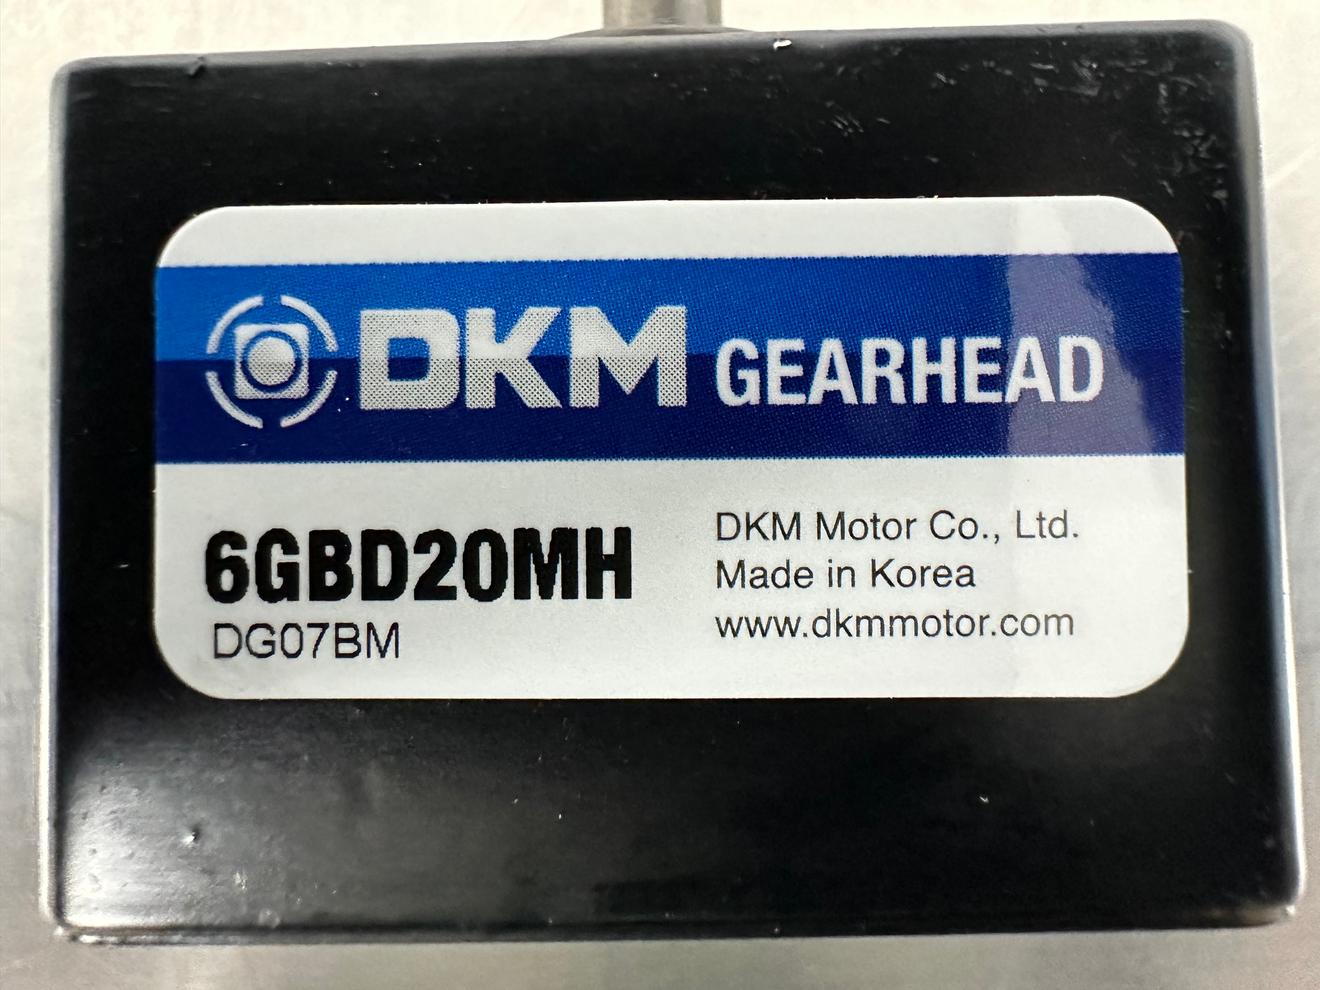 DKM GEARHEAD
6GBD20MH
DG07BM
DKM Motor Co., Ltd.
Made in Korea
www.dkmmotor.com